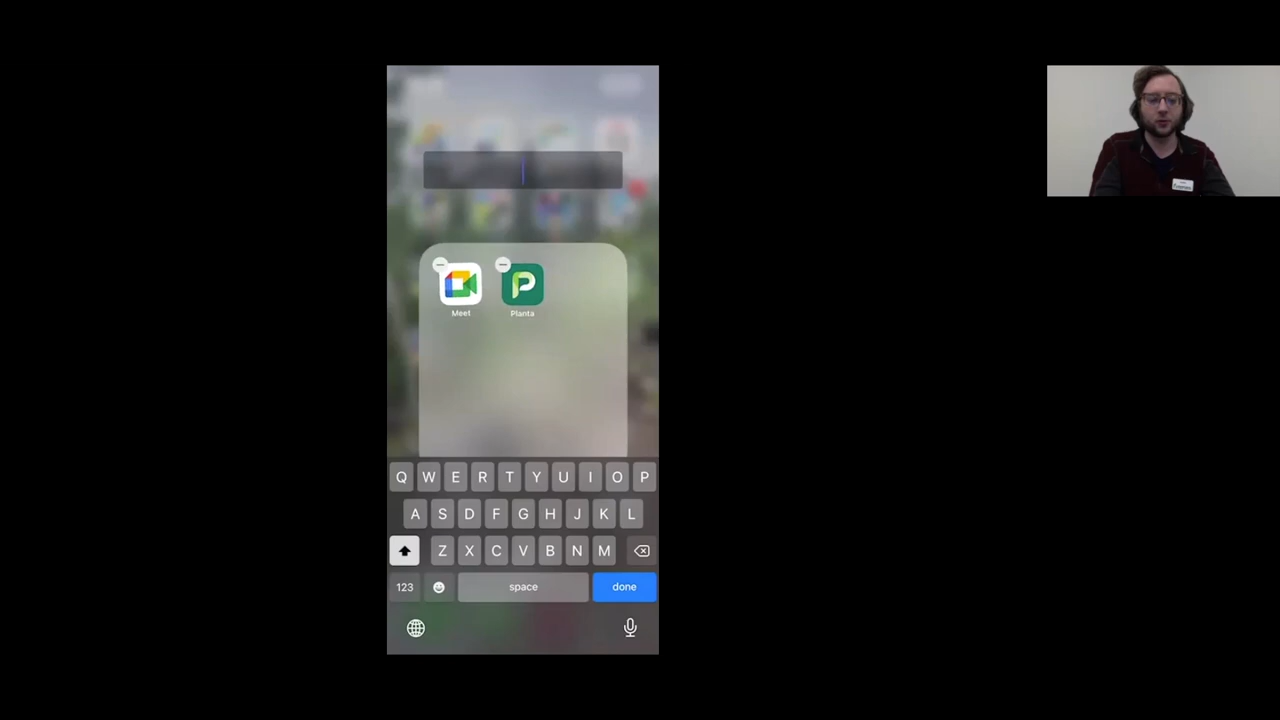 Meet Planta
Q W E R T Y U I O P
A S D F G H J K L
Z X C V B N M
123 space done